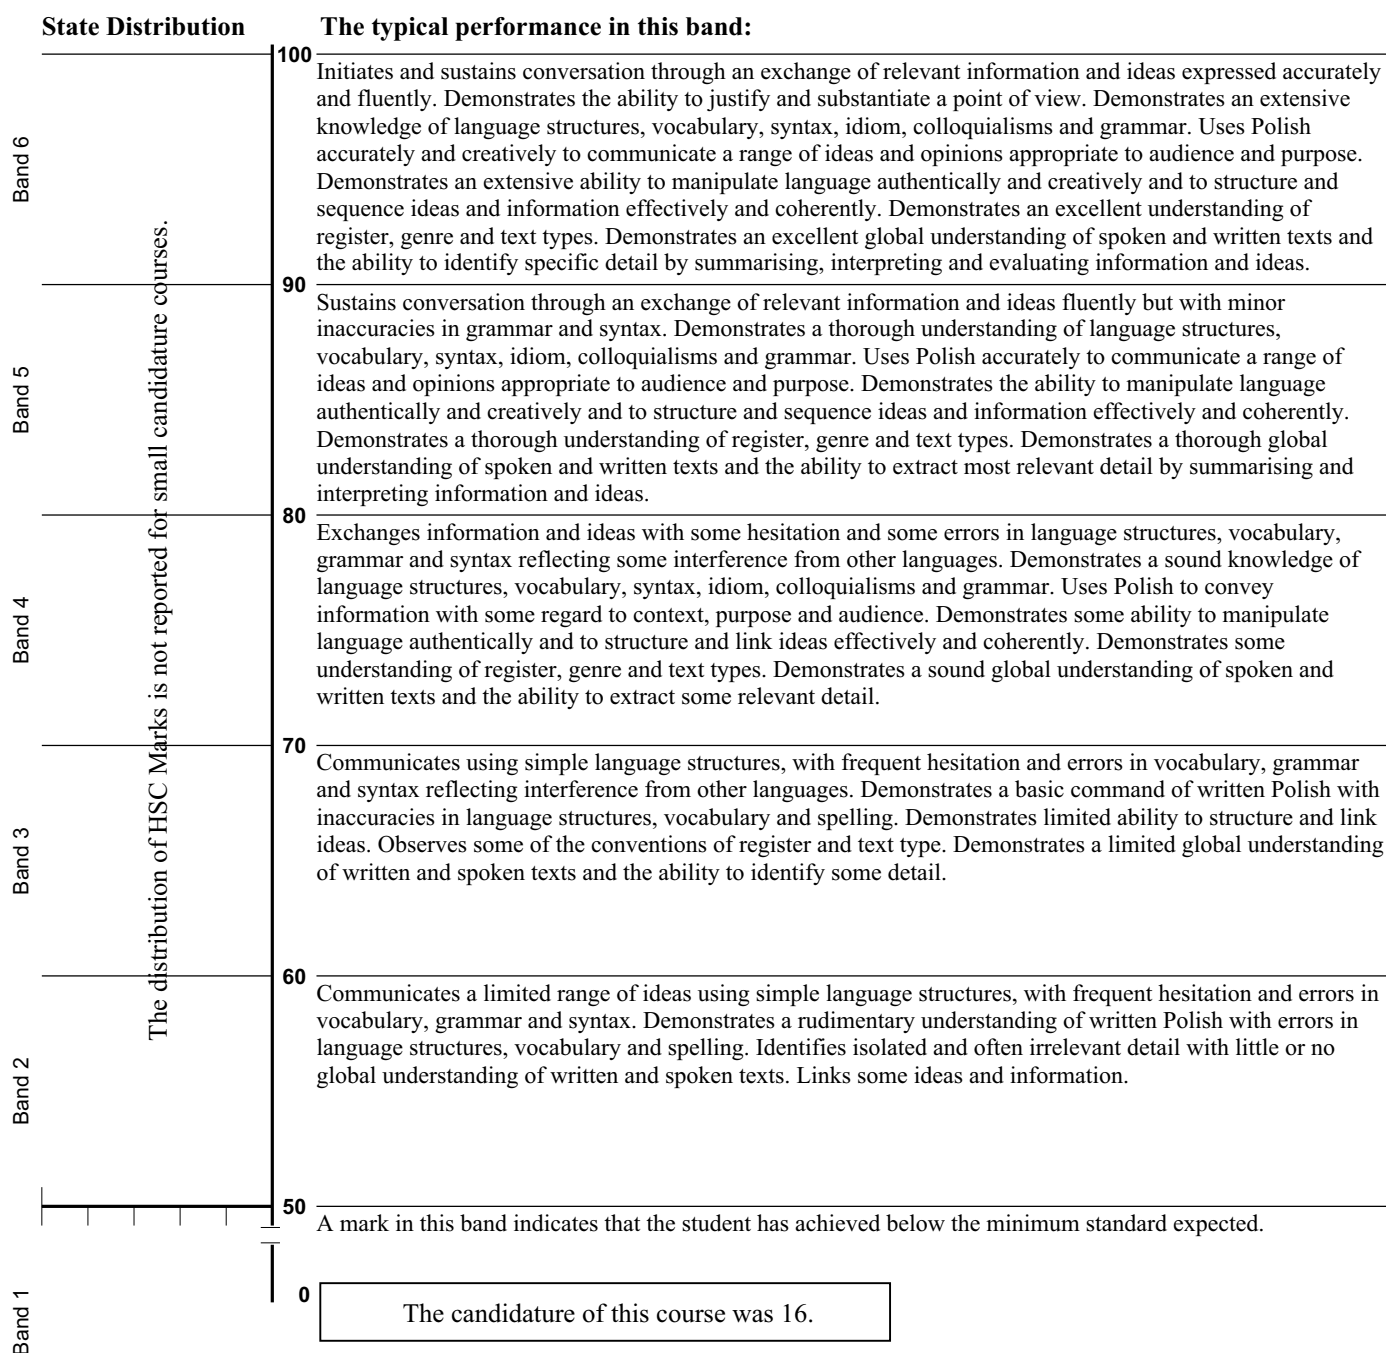 State Distribution
The typical performance in this band:
100
Band 6
Initiates and sustains conversation through an exchange of relevant information and ideas expressed accurately
and fluently. Demonstrates the ability to justify and substantiate a point of view. Demonstrates an extensive
knowledge of language structures, vocabulary, syntax, idiom, colloquialisms and grammar. Uses Polish
accurately and creatively to communicate a range of ideas and opinions appropriate to audience and purpose.
Demonstrates an extensive ability to manipulate language authentically and creatively and to structure and
sequence ideas and information effectively and coherently. Demonstrates an excellent understanding of
register, genre and text types. Demonstrates an excellent global understanding of spoken and written texts and
the ability to identify specific detail by summarising, interpreting and evaluating information and ideas.
The distribution of HSC Marks is not reported for small candidature courses.
90
Band 5
Sustains conversation through an exchange of relevant information and ideas fluently but with minor
inaccuracies in grammar and syntax. Demonstrates a thorough understanding of language structures,
vocabulary, syntax, idiom, colloquialisms and grammar. Uses Polish accurately to communicate a range of
ideas and opinions appropriate to audience and purpose. Demonstrates the ability to manipulate language
authentically and creatively and to structure and sequence ideas and information effectively and coherently.
Demonstrates a thorough understanding of register, genre and text types. Demonstrates a thorough global
understanding of spoken and written texts and the ability to extract most relevant detail by summarising and
interpreting information and ideas.
80
Band 4
Exchanges information and ideas with some hesitation and some errors in language structures, vocabulary,
grammar and syntax reflecting some interference from other languages. Demonstrates a sound knowledge of
language structures, vocabulary, syntax, idiom, colloquialisms and grammar. Uses Polish to convey
information with some regard to context, purpose and audience. Demonstrates some ability to manipulate
language authentically and to structure and link ideas effectively and coherently. Demonstrates some
understanding of register, genre and text types. Demonstrates a sound global understanding of spoken and
written texts and the ability to extract some relevant detail.
70
Band 3
Communicates using simple language structures, with frequent hesitation and errors in vocabulary, grammar
and syntax reflecting interference from other languages. Demonstrates a basic command of written Polish with
inaccuracies in language structures, vocabulary and spelling. Demonstrates limited ability to structure and link
ideas. Observes some of the conventions of register and text type. Demonstrates a limited global understanding
of written and spoken texts and the ability to identify some detail.
60
Band 2
Communicates a limited range of ideas using simple language structures, with frequent hesitation and errors in
vocabulary, grammar and syntax. Demonstrates a rudimentary understanding of written Polish with errors in
language structures, vocabulary and spelling. Identifies isolated and often irrelevant detail with little or no
global understanding of written and spoken texts. Links some ideas and information.
50
A mark in this band indicates that the student has achieved below the minimum standard expected.
Band 1
0
The candidature of this course was 16.